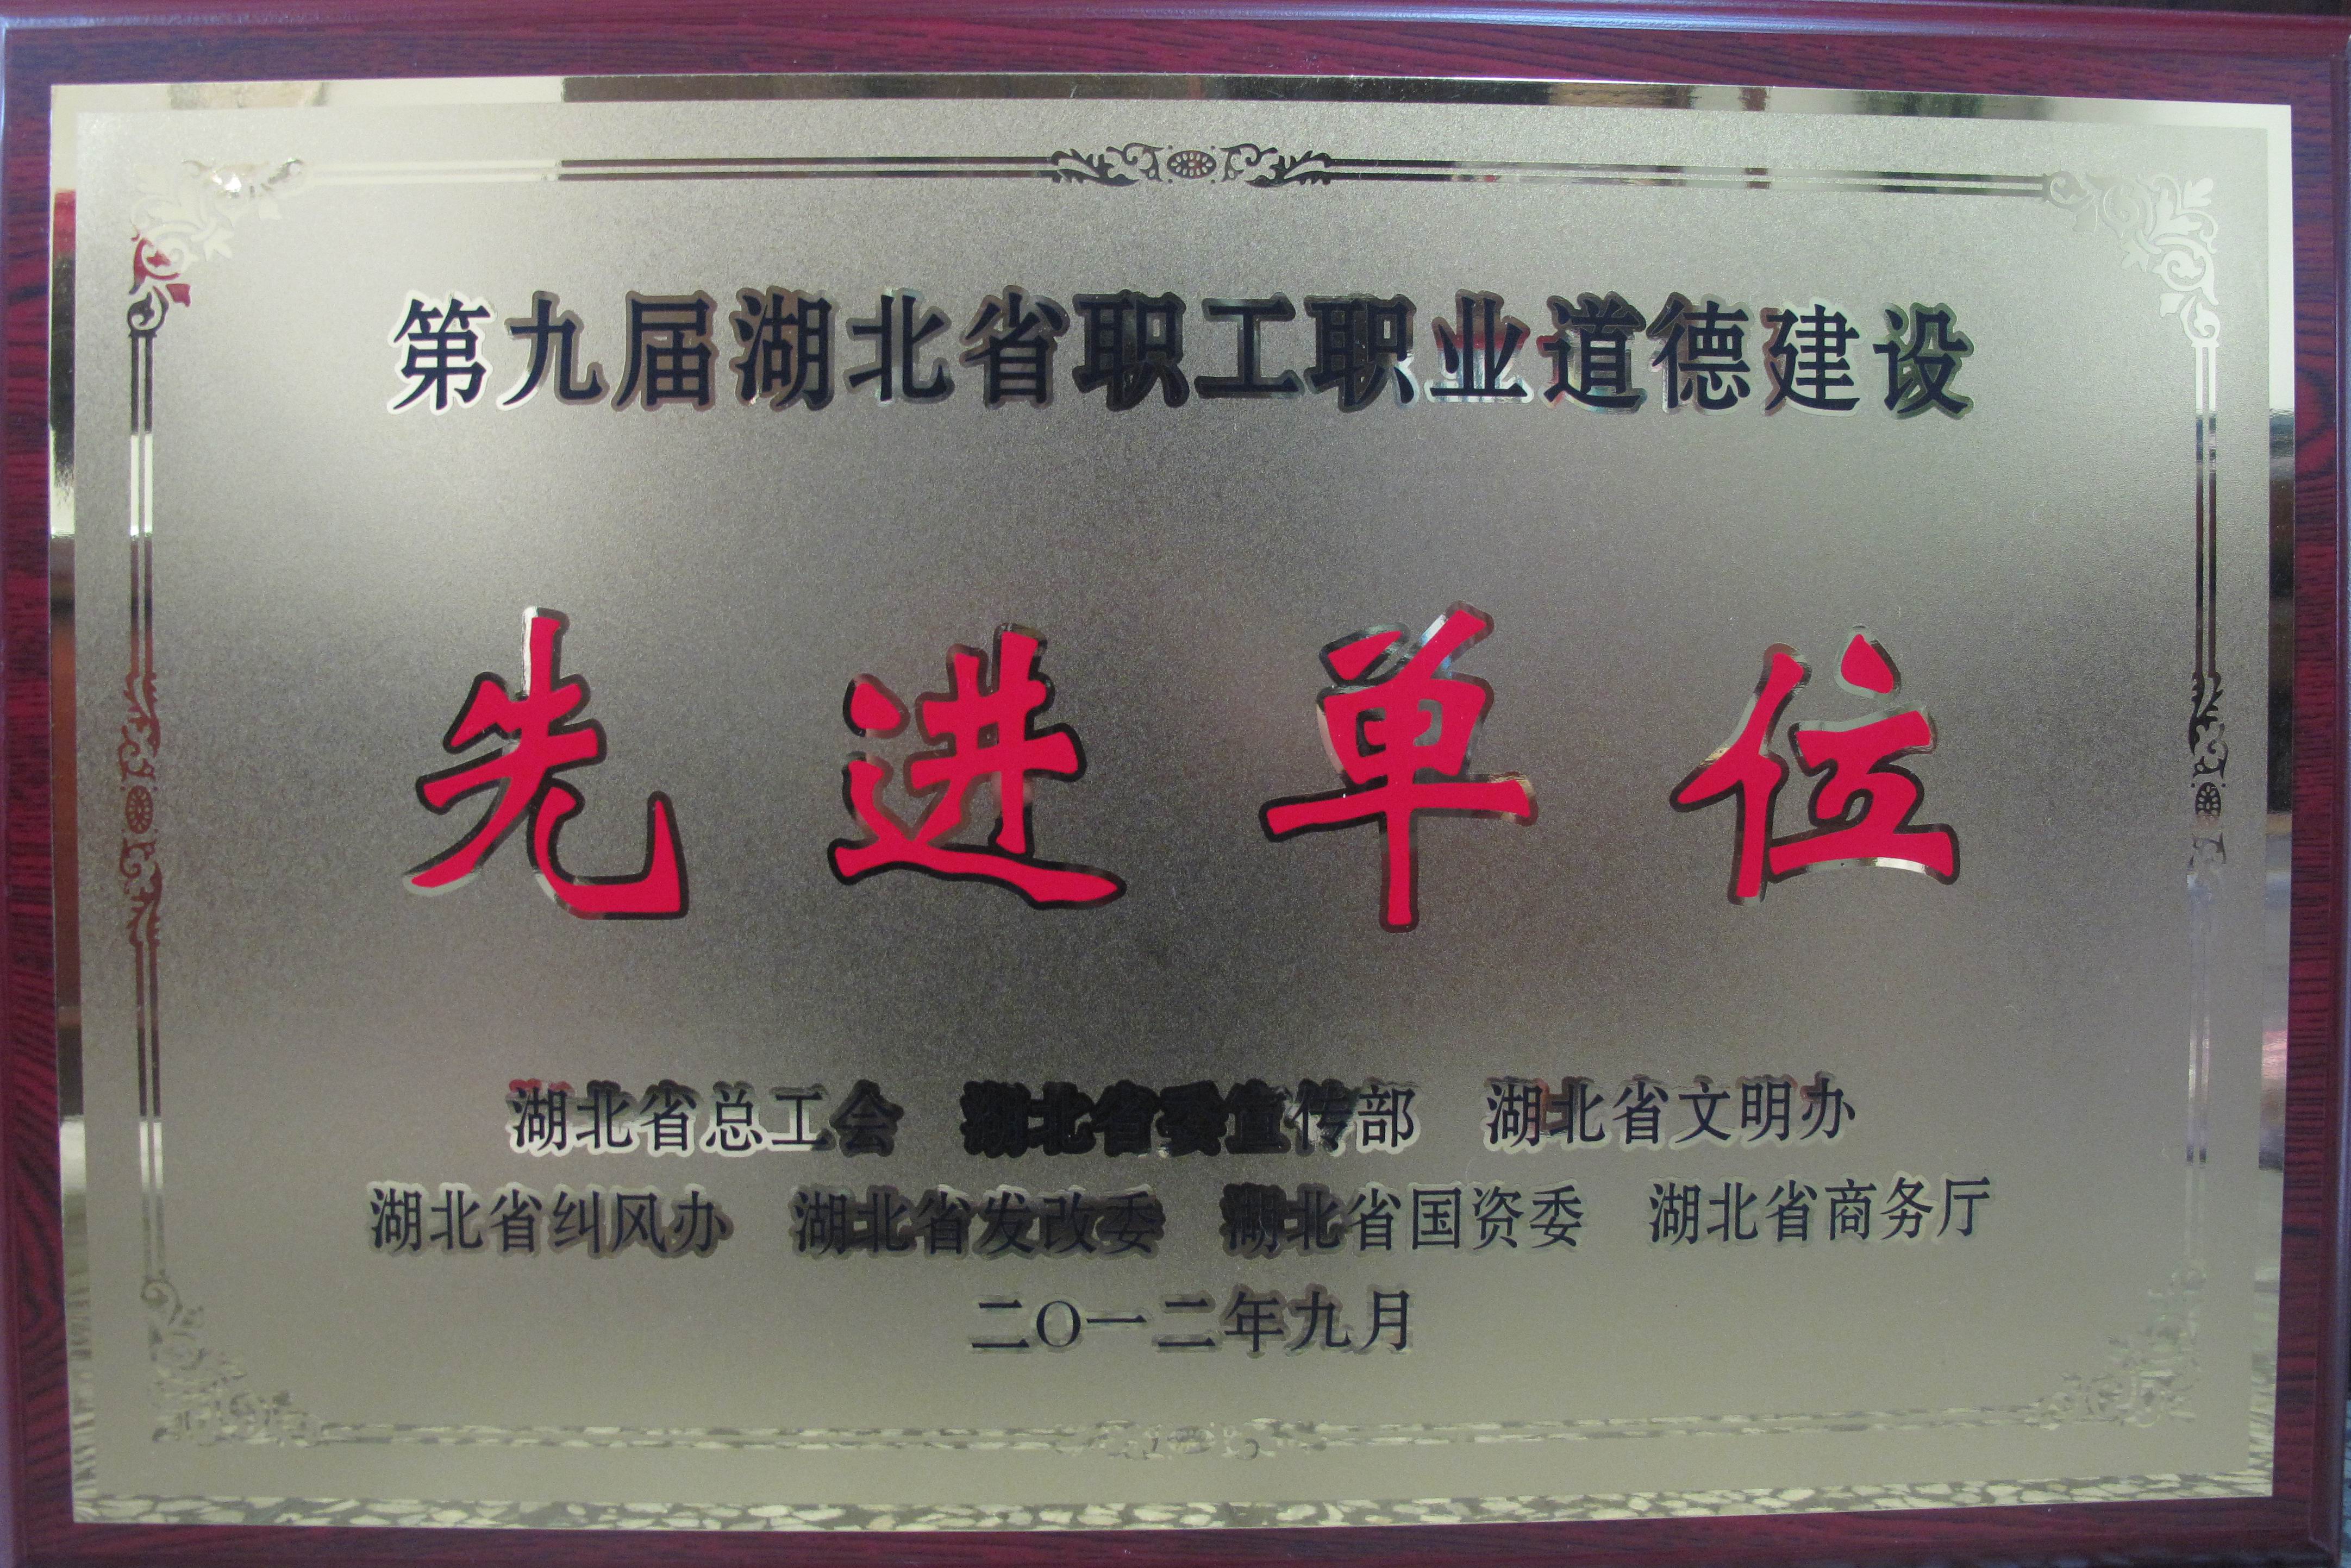 第九届湖北省职工职业道德建设
先进单位
湖北省总工会 湖北省委宣传部 湖北省文明办
湖北省纠风办 湖北省发改委 湖北省国资委 湖北省商务厅
二〇一二年九月